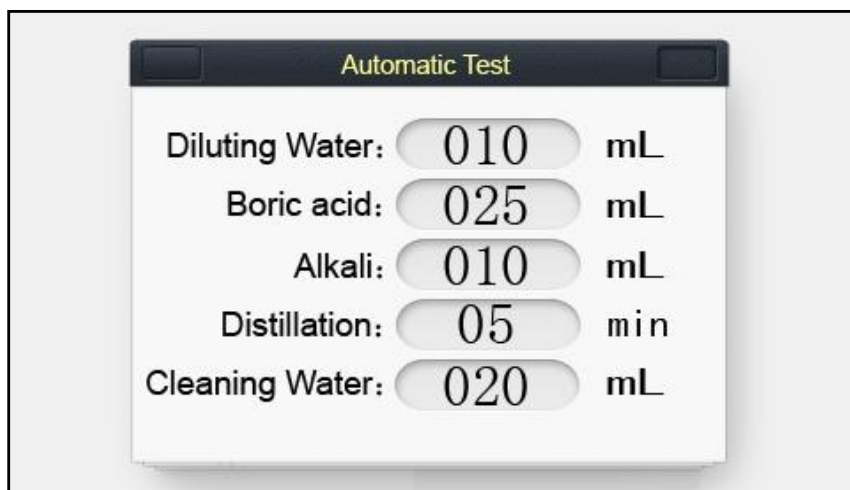 Automatic Test
Diluting Water： 010 mL
Boric acid： 025 mL
Alkali： 010 mL
Distillation： 05 min
Cleaning Water： 020 mL